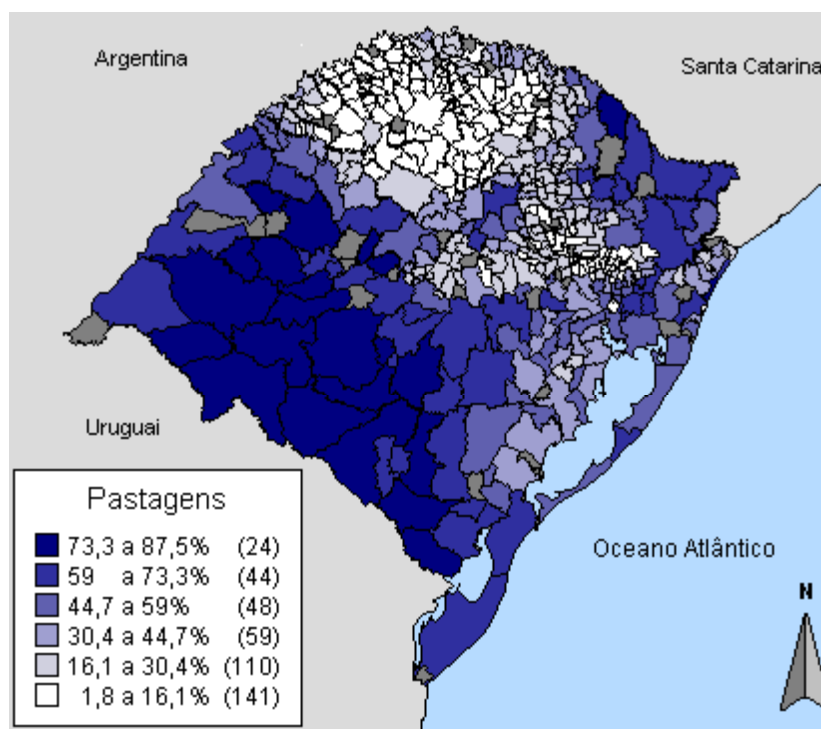 Argentina
Santa Catarina
Uruguai
Pastagens
73,3 a 87,5% (24)
59 a 73,3% (44)
44,7 a 59% (48)
30,4 a 44,7% (59)
16,1 a 30,4% (110)
1,8 a 16,1% (141)
Oceano Atlântico
N